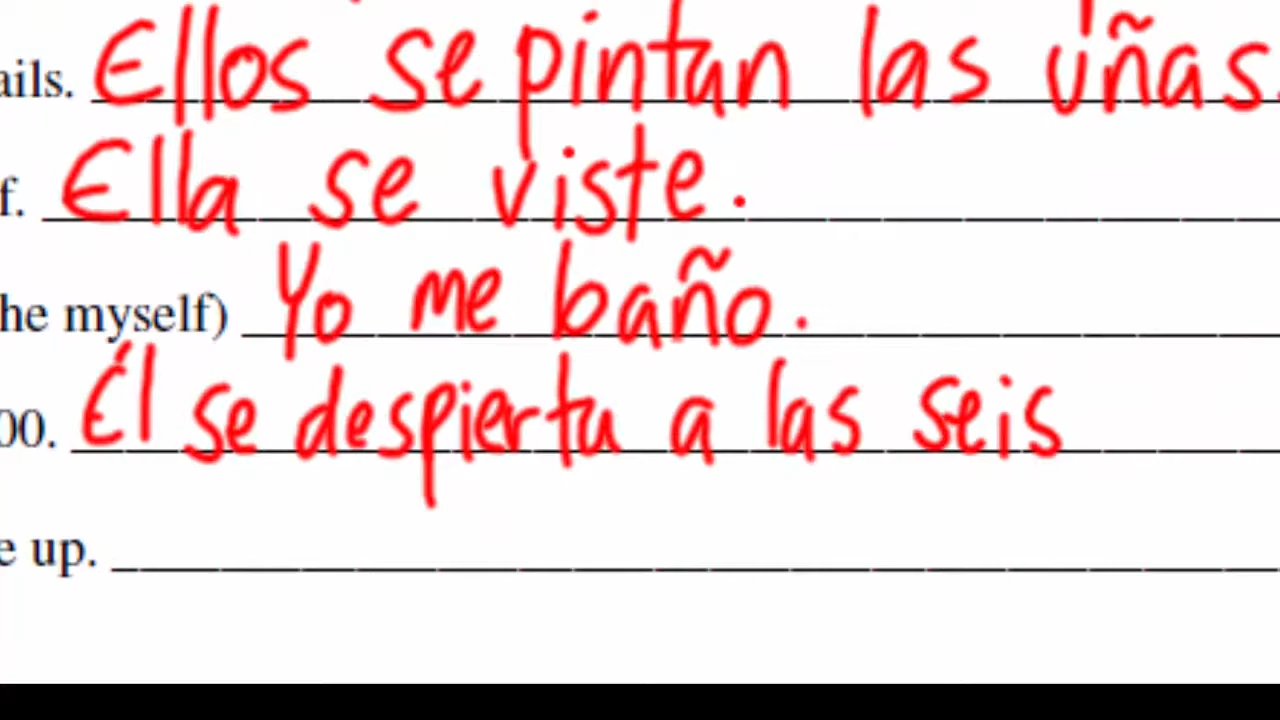 ails. Ellos se pintan las uñas.
f. Ella se viste.
he myself) Yo me baño.
00. Él se despierta a las seis
e up.